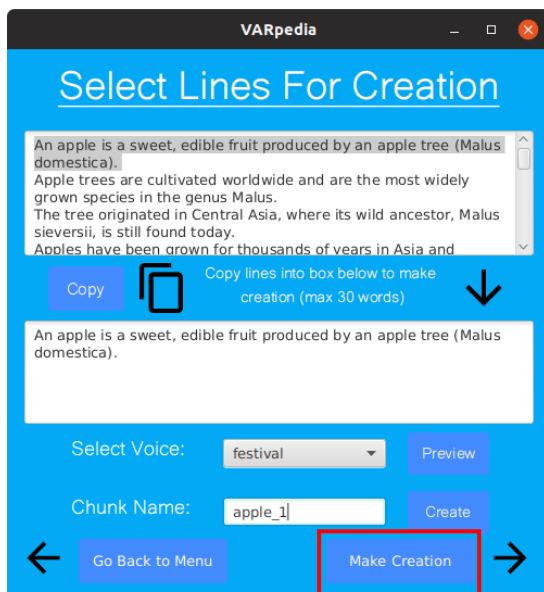 VARpedia
Select Lines For Creation
An apple is a sweet, edible fruit produced by an apple tree (Malus
domestica).
Apple trees are cultivated worldwide and are the most widely
grown species in the genus Malus.
The tree originated in Central Asia, where its wild ancestor, Malus
sieversii, is still found today.
Apples have been grown for thousands of years in Asia and
Copy
Copy lines into box below to make
creation (max 30 words)
An apple is a sweet, edible fruit produced by an apple tree (Malus
domestica).
Select Voice:
festival
Preview
Chunk Name:
apple_1
Create
Go Back to Menu
Make Creation